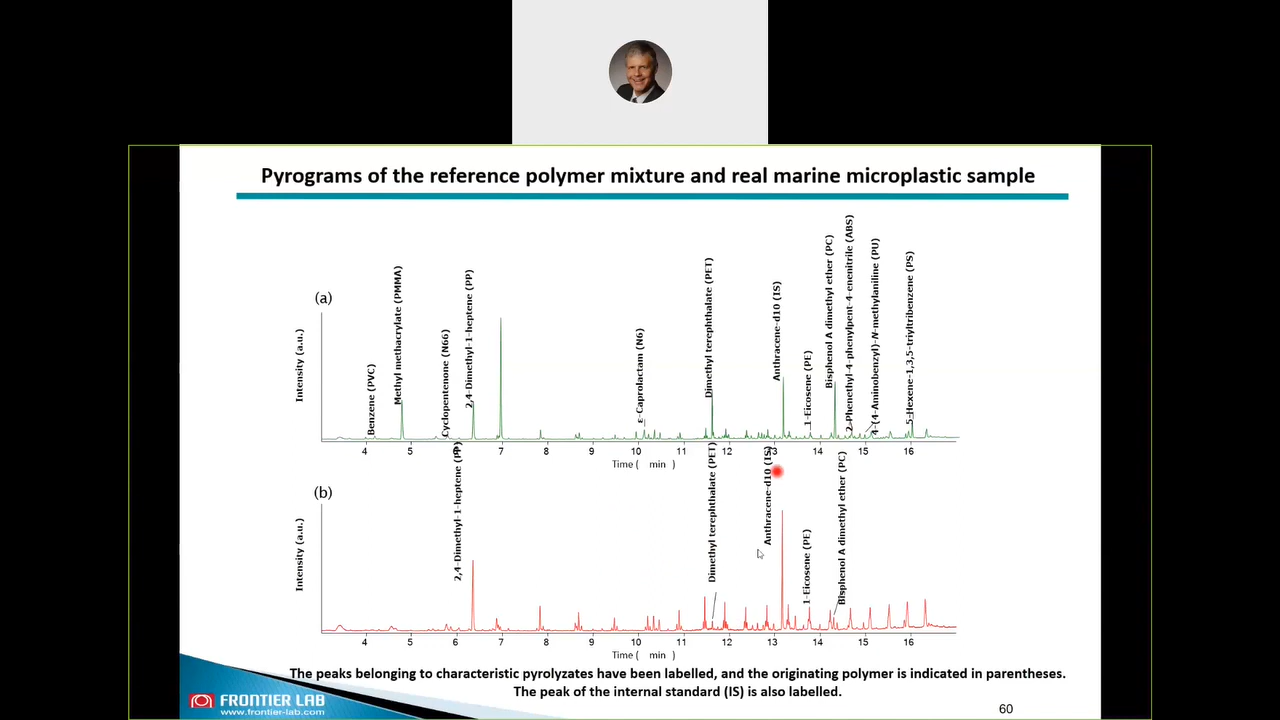 Pyrograms of the reference polymer mixture and real marine microplastic sample
(a)
Intensity (a.u.)
Benzene (PVC)
Methyl methacrylate (PMMA)
Cyclopentenone (N66)
2,4-Dimethyl-1-heptene (PP)
ε-Caprolactam (N6)
Dimethyl terephthalate (PET)
Anthracene-d10 (IS)
1-Eicosene (PE)
Bisphenol A dimethyl ether (PC)
2-Phenethyl-4-phenylpent-4-enenitrile (ABS)
4-(4-Aminobenzyl)-N-methylaniline (PU)
5-Hexene-1,3,5-triyltribenzene (PS)
4 5 6 7 8 9 10 11 12 13 14 15 16
Time ( min )
(b)
Intensity (a.u.)
2,4-Dimethyl-1-heptene (PP)
Dimethyl terephthalate (PET)
Anthracene-d10 (IS)
1-Eicosene (PE)
Bisphenol A dimethyl ether (PC)
4 5 6 7 8 9 10 11 12 13 14 15 16
Time ( min )
The peaks belonging to characteristic pyrolyzates have been labelled, and the originating polymer is indicated in parentheses.
The peak of the internal standard (IS) is also labelled.
FRONTIER LAB
www.frontier-lab.com
60